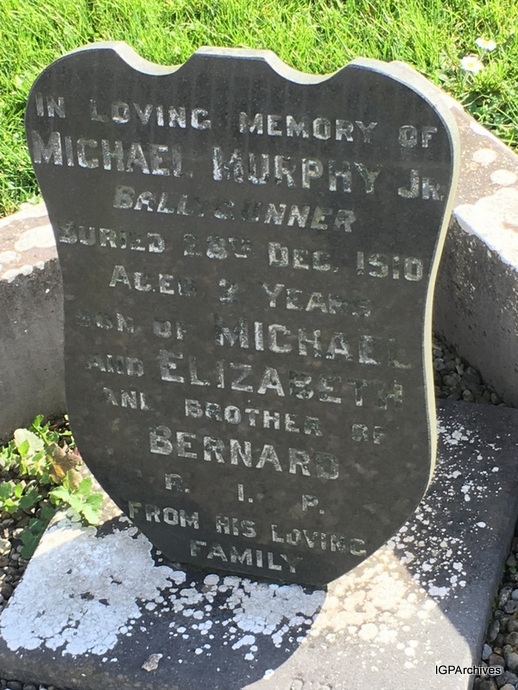 IN LOVING MEMORY OF
MICHAEL MURPHY JR.
BALLYGUNNER
BURIED 28TH DEC. 1910
AGED 2 YEARS
SON OF MICHAEL
AND ELIZABETH
AND BROTHER OF
BERNARD
R. I. P.
FROM HIS LOVING
FAMILY
IGPArchives